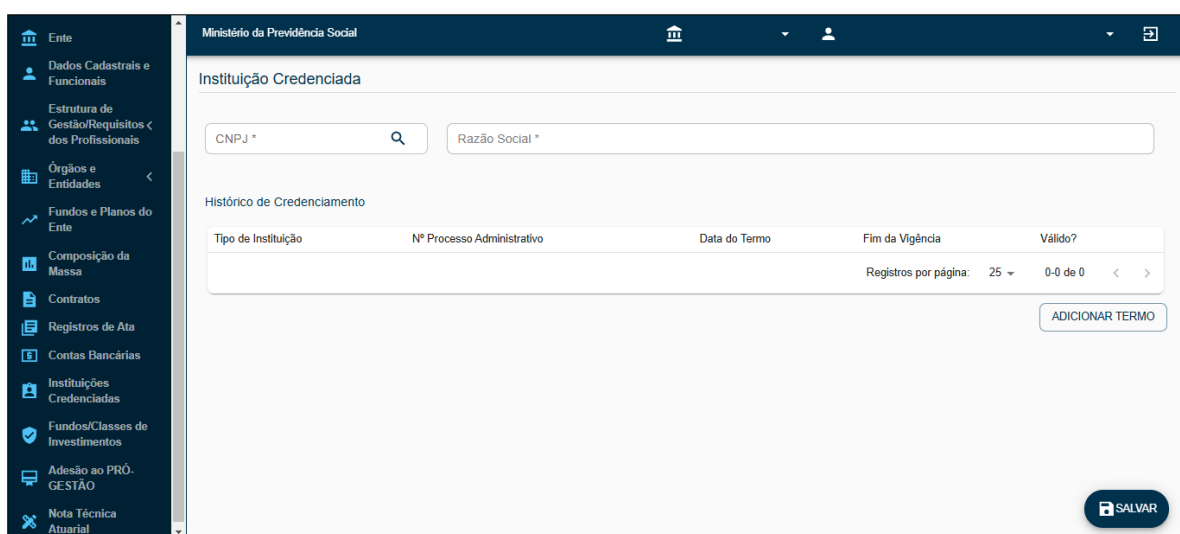 Ente
Dados Cadastrais e
Funcionais
Estrutura de
Gestão/Requisitos
dos Profissionais
Órgãos e
Entidades
Fundos e Planos do
Ente
Composição da
Massa
Contratos
Registros de Ata
Contas Bancárias
Instituições
Credenciadas
Fundos/Classes de
Investimentos
Adesão ao PRÓ-
GESTÃO
Nota Técnica
Atuarial
Ministério da Previdência Social
Instituição Credenciada
CNPJ * Razão Social *
Histórico de Credenciamento
Tipo de Instituição Nº Processo Administrativo Data do Termo Fim da Vigência Válido?
Registros por página: 25 0-0 de 0
ADICIONAR TERMO
SALVAR